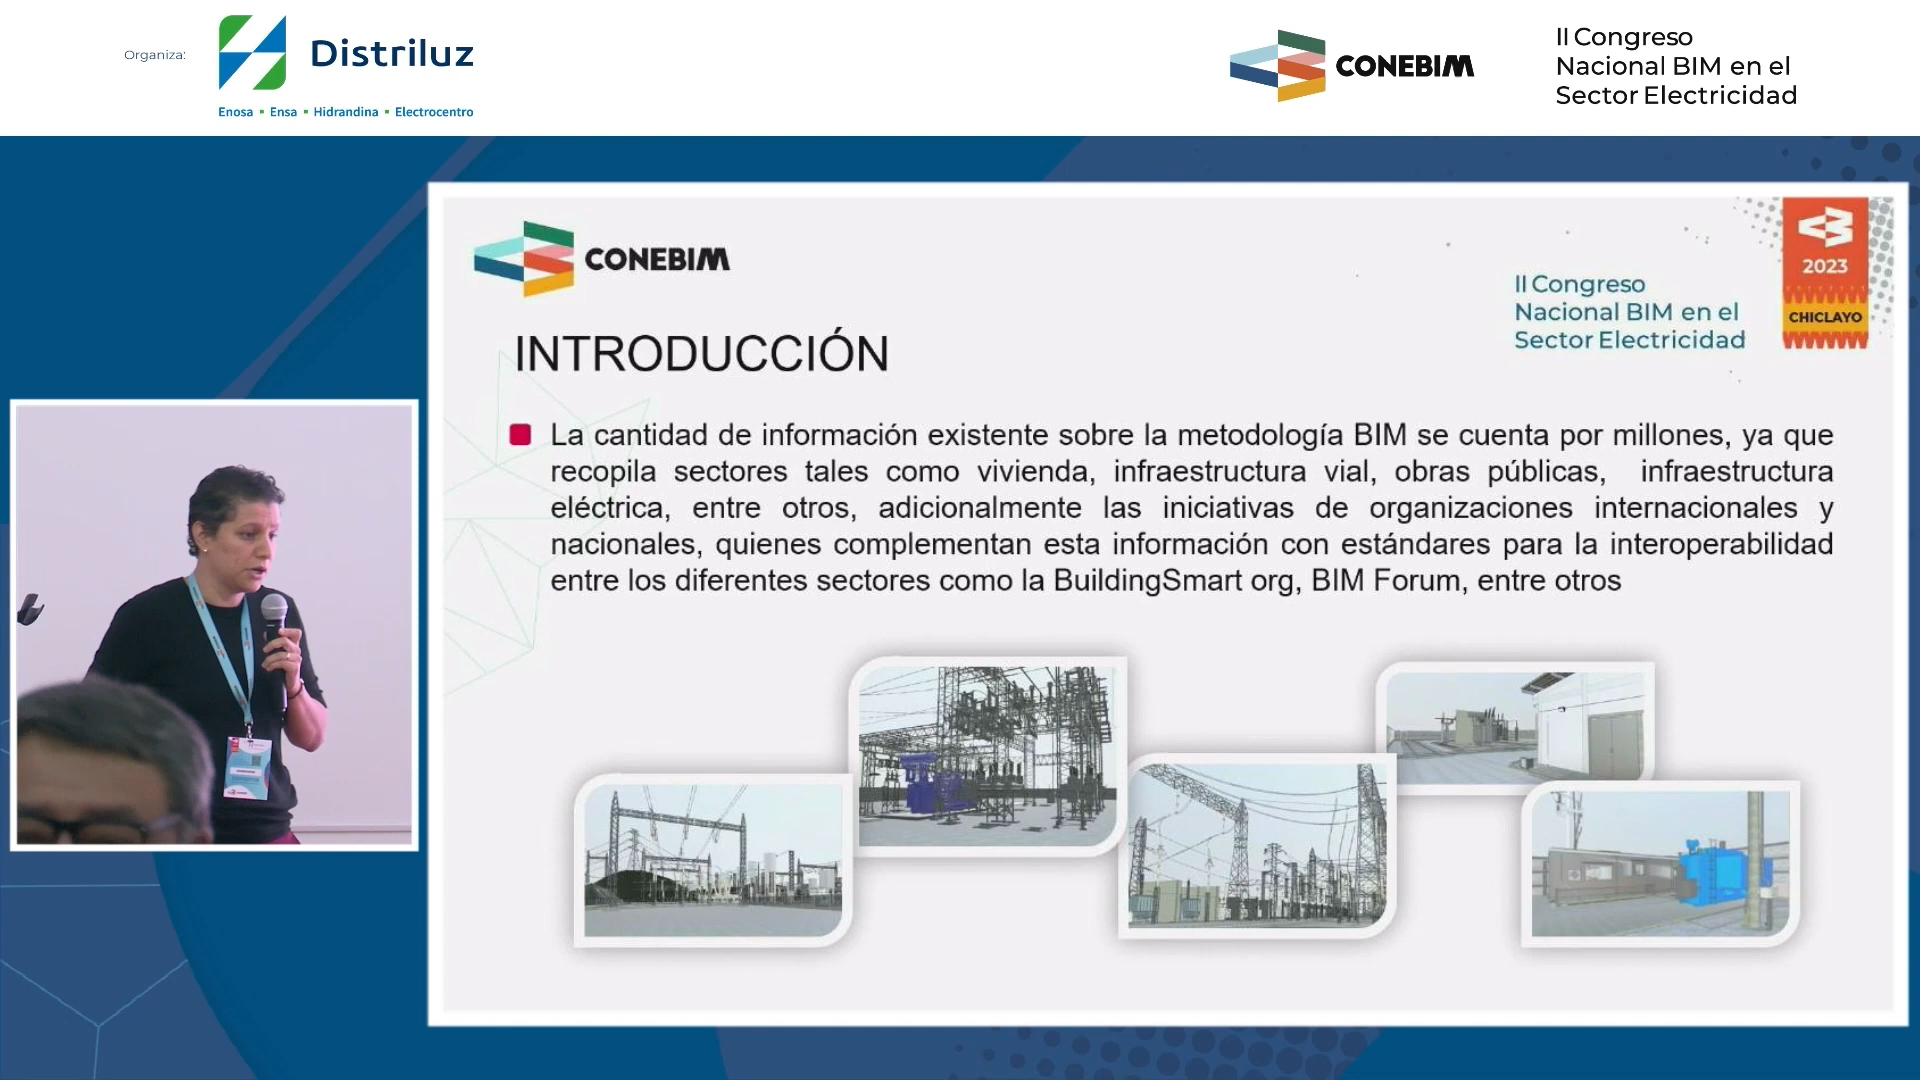 Organiza:
Distriluz
Enosa ▪ Ensa ▪ Hidrandina ▪ Electrocentro
CONEBIM
II Congreso
Nacional BIM en el
Sector Electricidad
CONEBIM
2023
CHICLAYO
II Congreso
Nacional BIM en el
Sector Electricidad
INTRODUCCIÓN
La cantidad de información existente sobre la metodología BIM se cuenta por millones, ya que
recopila sectores tales como vivienda, infraestructura vial, obras públicas, infraestructura
eléctrica, entre otros, adicionalmente las iniciativas de organizaciones internacionales y
nacionales, quienes complementan esta información con estándares para la interoperabilidad
entre los diferentes sectores como la BuildingSmart org, BIM Forum, entre otros